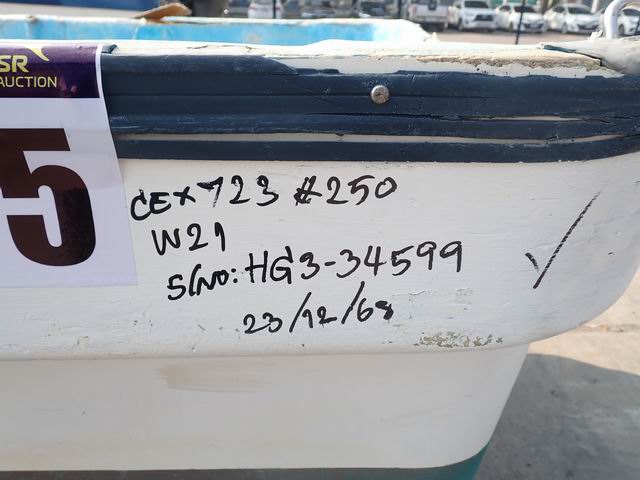 SR
AUCTION
5
CEX723 #250
W21
S/NO: HG3-34599
23/12/68